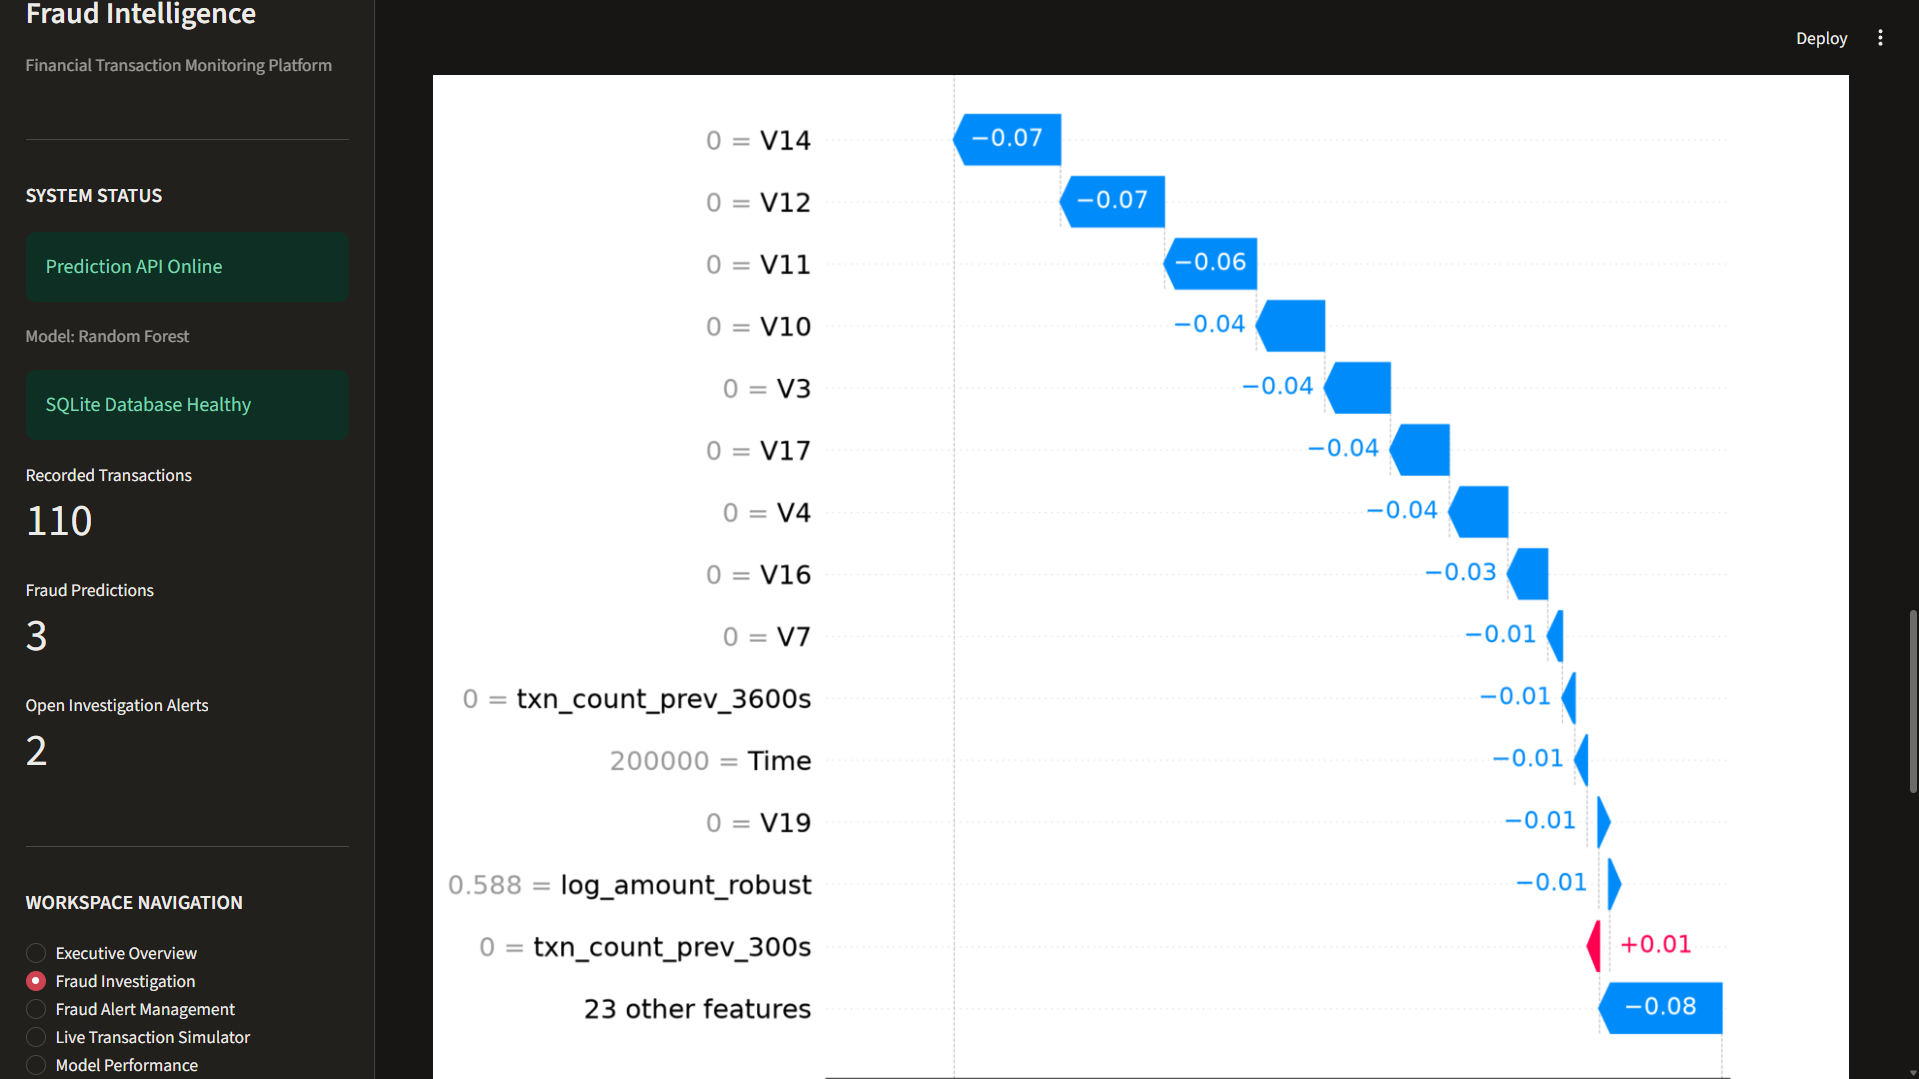 Fraud Intelligence
Financial Transaction Monitoring Platform
SYSTEM STATUS
Prediction API Online
Model: Random Forest
SQLite Database Healthy
Recorded Transactions
110
Fraud Predictions
3
Open Investigation Alerts
2
WORKSPACE NAVIGATION
Executive Overview
Fraud Investigation
Fraud Alert Management
Live Transaction Simulator
Model Performance
Deploy
0 = V14 −0.07
0 = V12 −0.07
0 = V11 −0.06
0 = V10 −0.04
0 = V3 −0.04
0 = V17 −0.04
0 = V4 −0.04
0 = V16 −0.03
0 = V7 −0.01
0 = txn_count_prev_3600s −0.01
200000 = Time −0.01
0 = V19 −0.01
0.588 = log_amount_robust −0.01
0 = txn_count_prev_300s +0.01
23 other features −0.08